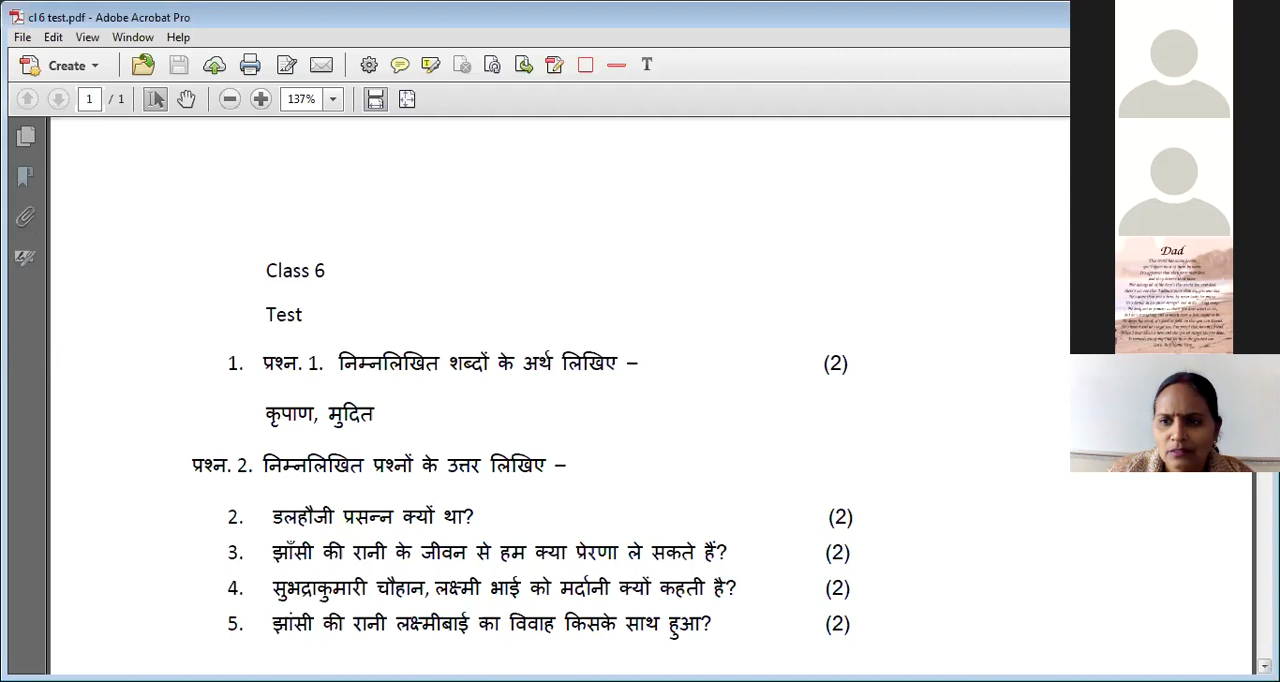 cl 6 test.pdf - Adobe Acrobat Pro
File Edit View Window Help
Create
1 / 1 137% T
Class 6
Test
1. प्रश्न. 1. निम्नलिखित शब्दों के अर्थ लिखिए – (2)
कृपाण, मुदित
प्रश्न. 2. निम्नलिखित प्रश्नों के उत्तर लिखिए –
2. डलहौजी प्रसन्न क्यों था? (2)
3. झाँसी की रानी के जीवन से हम क्या प्रेरणा ले सकते हैं? (2)
4. सुभद्राकुमारी चौहान, लक्ष्मी भाई को मर्दानी क्यों कहती है? (2)
5. झांसी की रानी लक्ष्मीबाई का विवाह किसके साथ हुआ? (2)
Dad